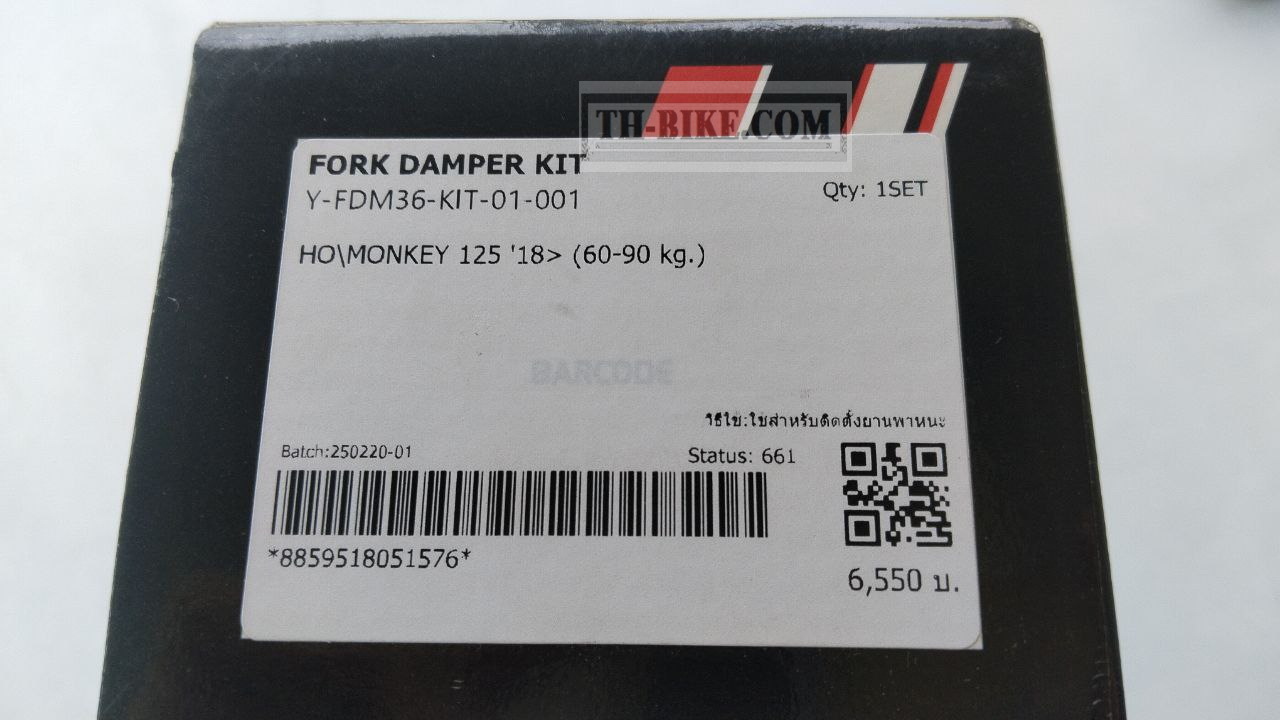 TH-BIKE.COM
FORK DAMPER KIT
Y-FDM36-KIT-01-001
Qty: 1SET
HO\MONKEY 125 '18> (60-90 kg.)
BARCODE
วิธีใช้:ใช้สำหรับติดตั้งยานพาหนะ
Batch:250220-01
Status: 661
*8859518051576*
6,550 บ.